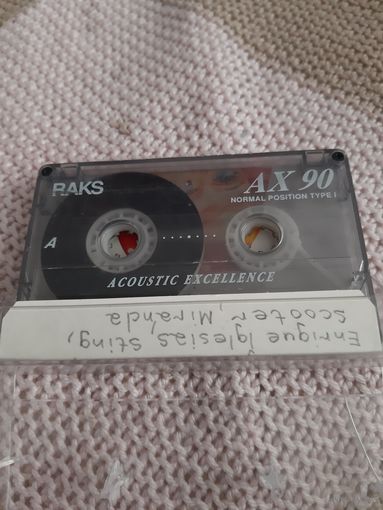 RAKS
AX 90
NORMAL POSITION TYPE I
A
ACOUSTIC EXCELLENCE
Enrique Iglesias, Sting,
Scooter, Miranda